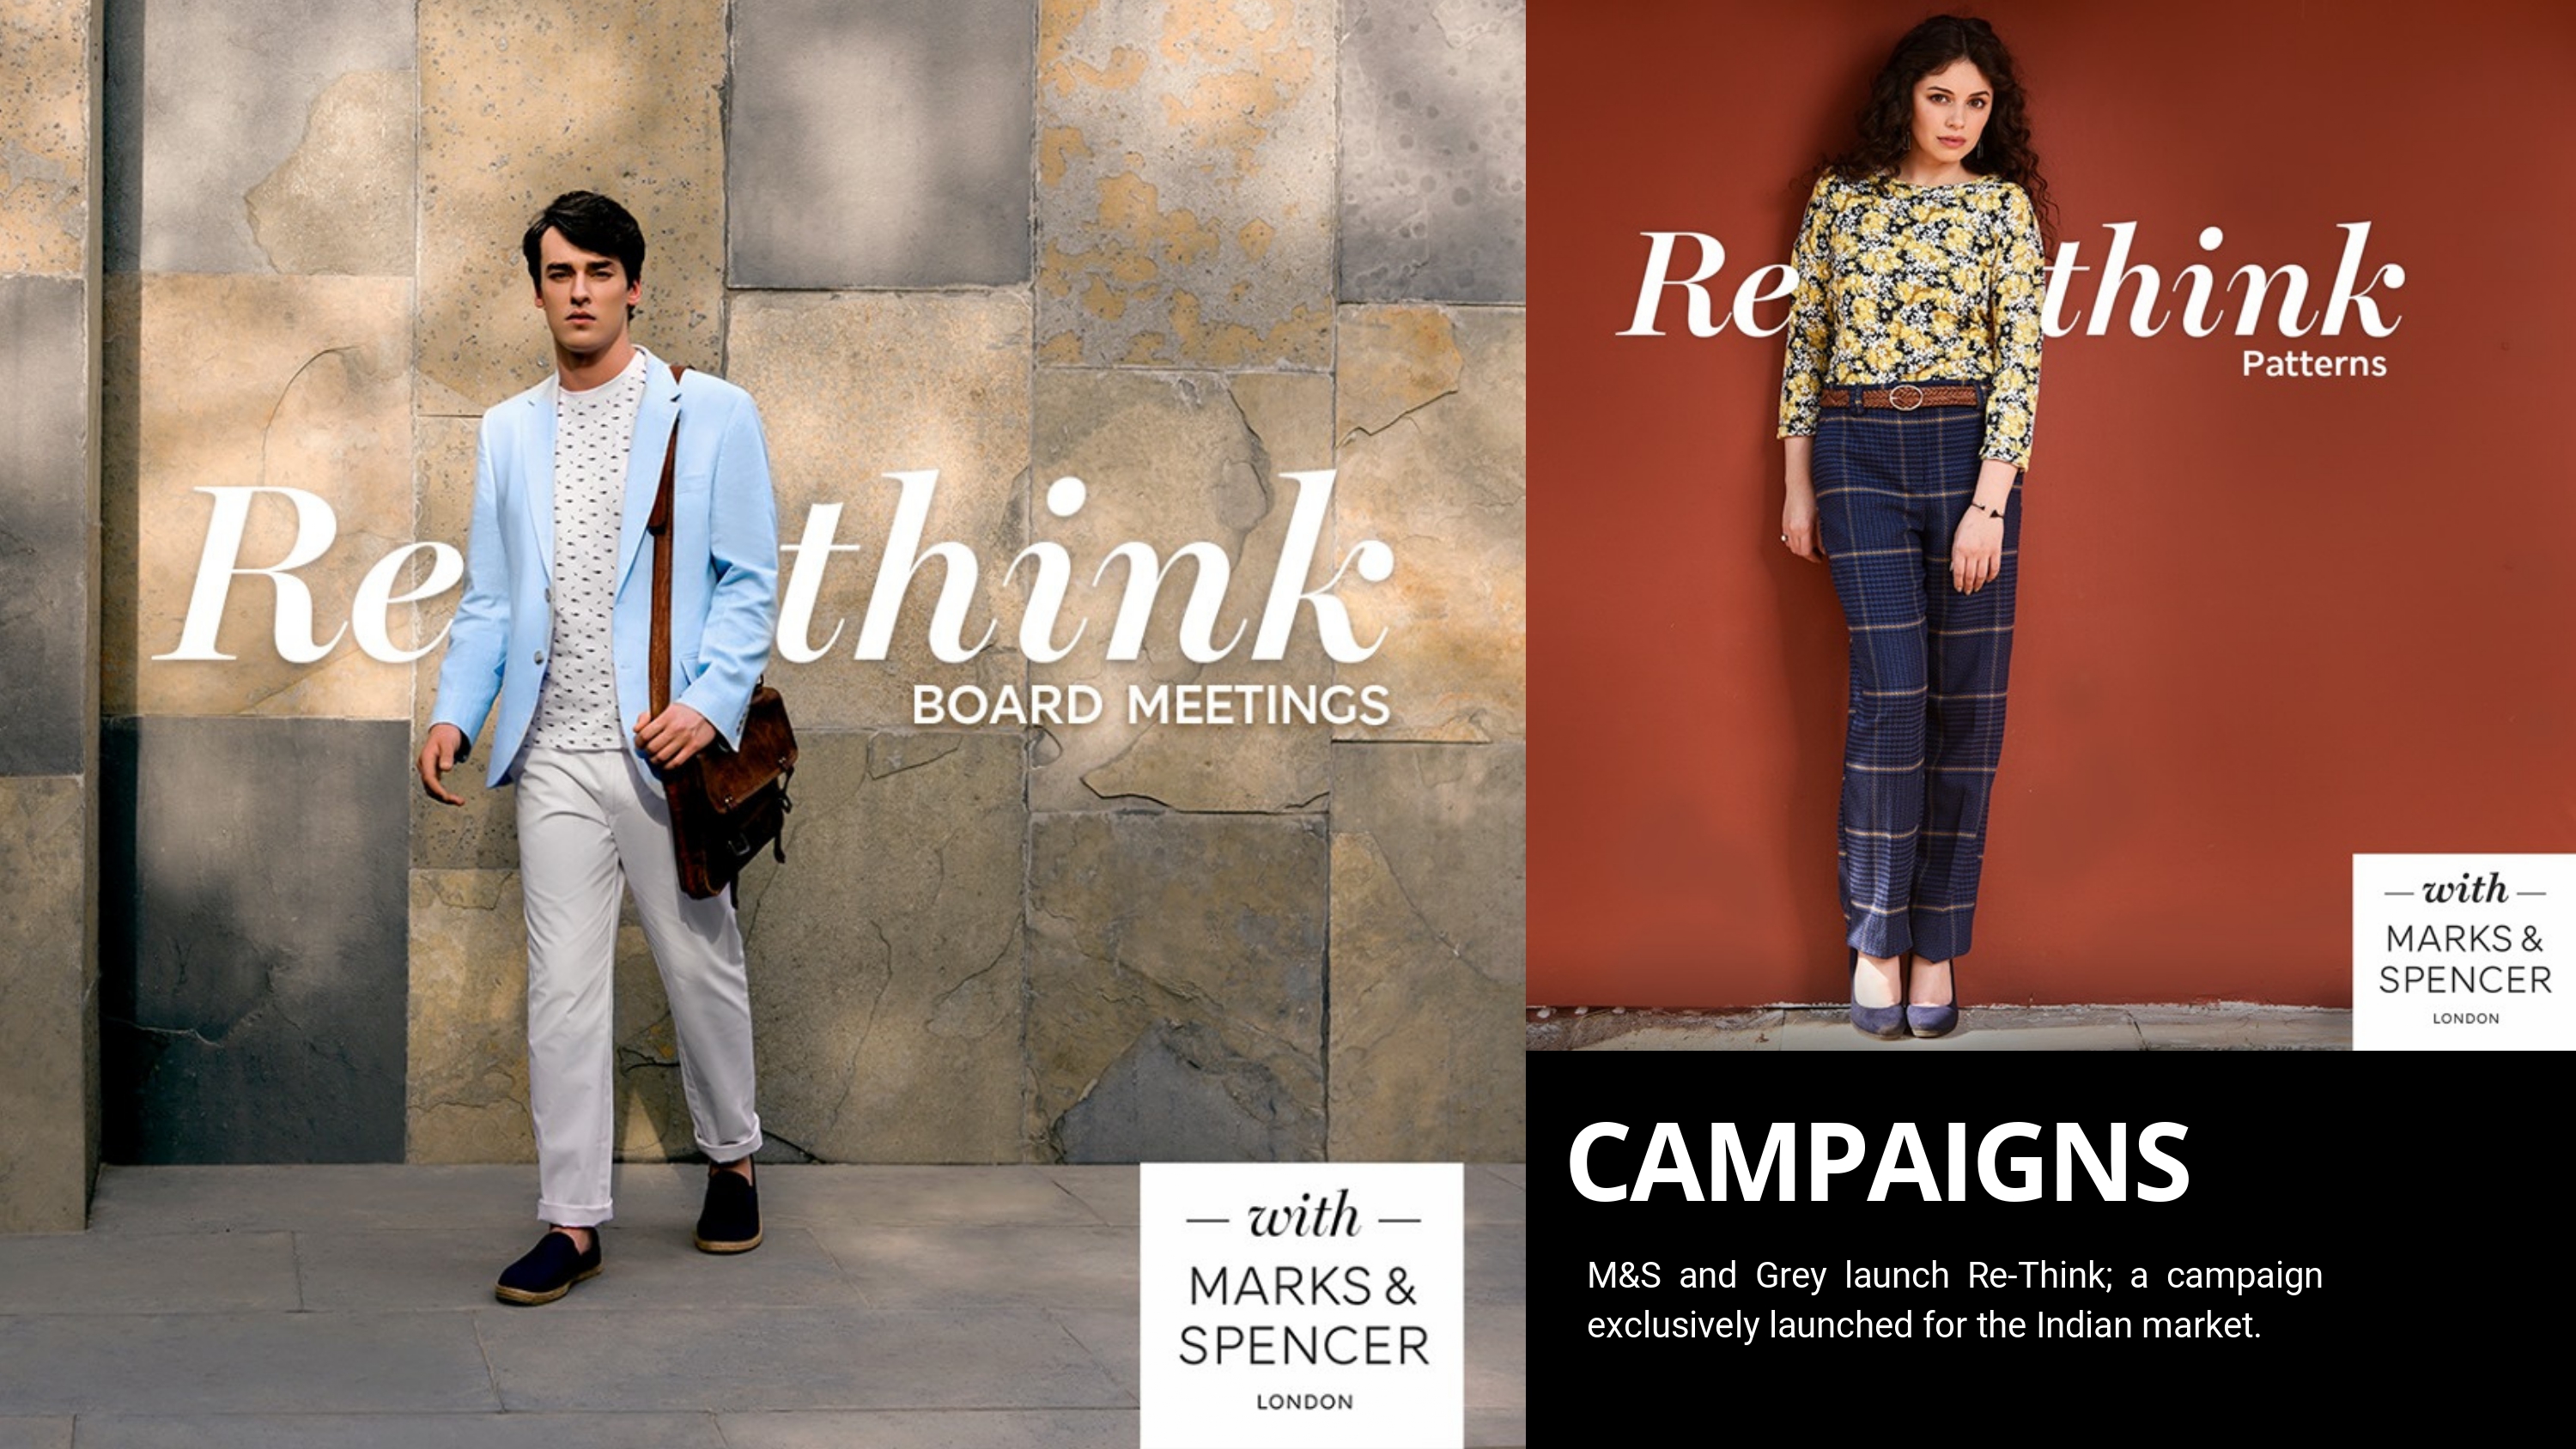 Re think
BOARD MEETINGS
— with —
MARKS &
SPENCER
LONDON
Re think
Patterns
— with —
MARKS &
SPENCER
LONDON
CAMPAIGNS
M&S and Grey launch Re-Think; a campaign
exclusively launched for the Indian market.